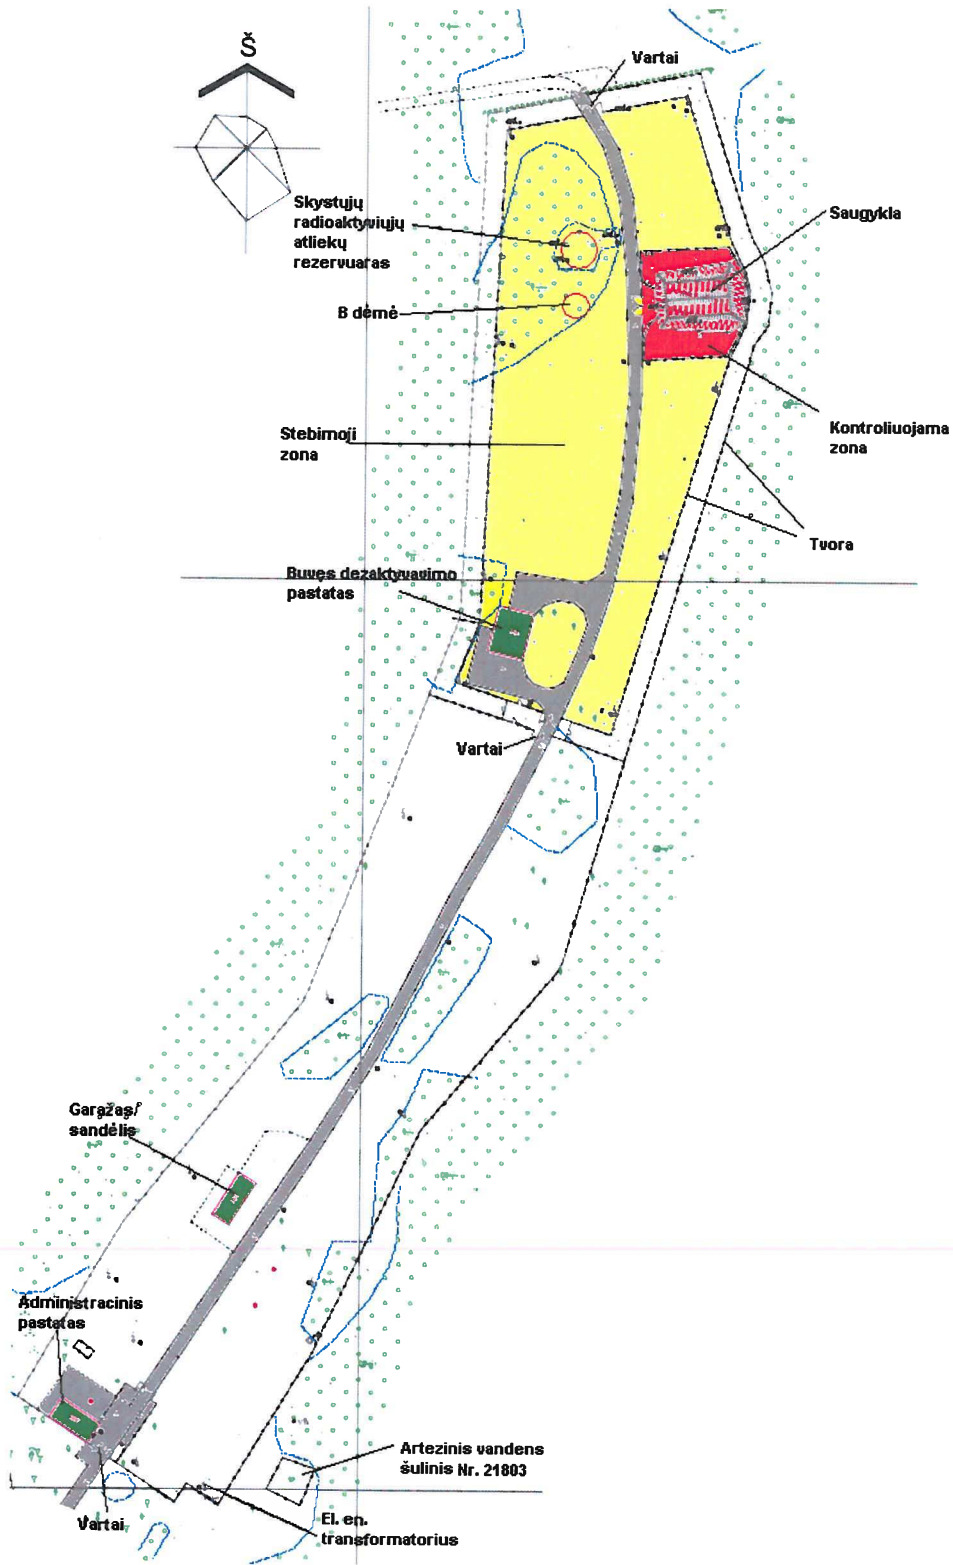 Š
Vartai
Skystųjų
radioaktyviųjų
atliekų
rezervuaras
Saugykla
B dėmė
Stebimoji
zona
Kontroliuojama
zona
Tvora
Buvęs dezaktyvavimo
pastatas
Vartai
Garąžąs/
sandėlis
Administracinis
pastatas
Artezinis vandens
šulinis Nr. 21803
Vartai
El. en.
transformatorius